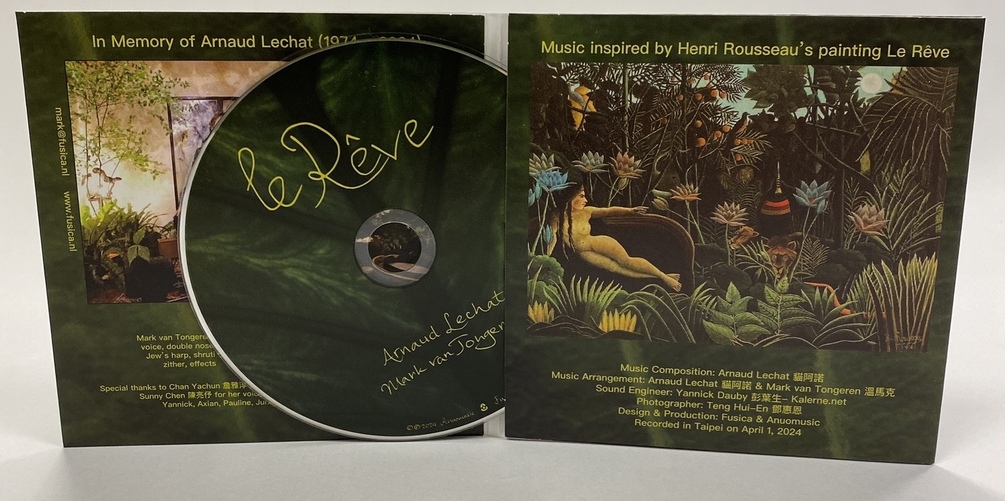 In Memory of Arnaud Lechat (1974
mark@fusica.nl
www.fusica.nl
Mark van Tongeren
voice, double nose
Jew's harp, shruti
zither, effects
Special thanks to Chan Yachun 詹雅淳
Sunny Chen 陳亮伃 for her voice
Yannick, Axian, Pauline,
le Rêve
Arnaud Lechat
Mark van Tongeren
Music inspired by Henri Rousseau's painting Le Rêve
Music Composition: Arnaud Lechat 貓阿諾
Music Arrangement: Arnaud Lechat 貓阿諾 & Mark van Tongeren 溫馬克
Sound Engineer: Yannick Dauby 彭葉生– Kalerne.net
Photographer: Teng Hui-En 鄧惠恩
Design & Production: Fusica & Anuomusic
Recorded in Taipei on April 1, 2024